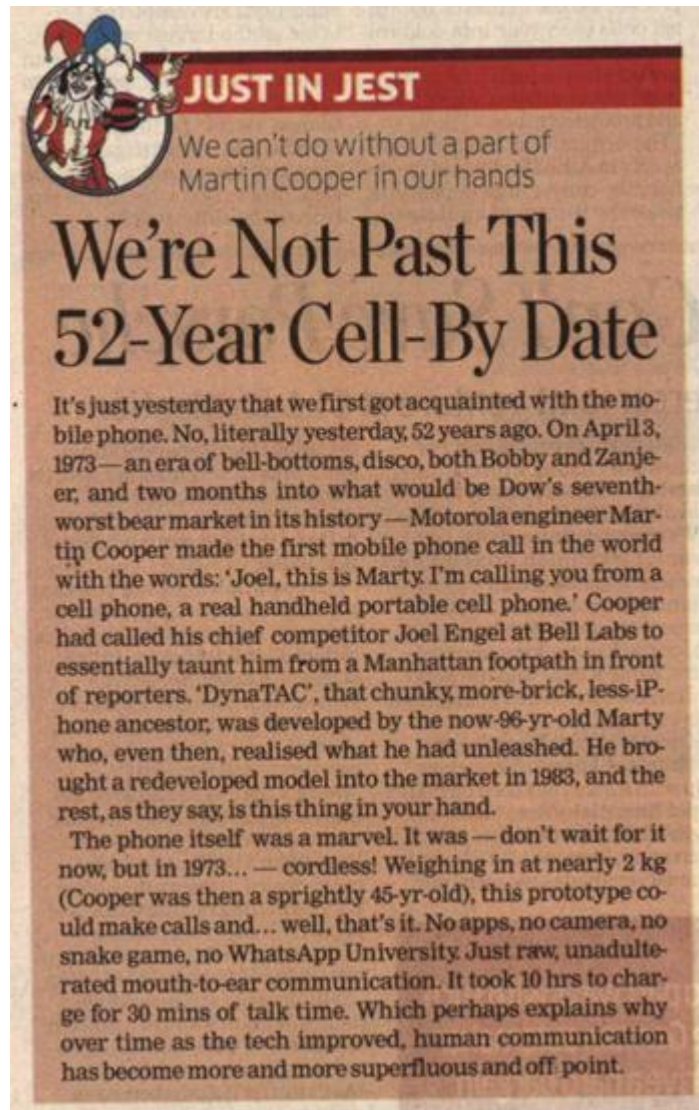 JUST IN JEST
We can't do without a part of
Martin Cooper in our hands
We're Not Past This
52-Year Cell-By Date
It's just yesterday that we first got acquainted with the mo-
bile phone. No, literally yesterday, 52 years ago. On April 3,
1973 — an era of bell-bottoms, disco, both Bobby and Zanje-
er, and two months into what would be Dow's seventh-
worst bear market in its history — Motorola engineer Mar-
tin Cooper made the first mobile phone call in the world
with the words: 'Joel, this is Marty. I'm calling you from a
cell phone, a real handheld portable cell phone.' Cooper
had called his chief competitor Joel Engel at Bell Labs to
essentially taunt him from a Manhattan footpath in front
of reporters. 'DynaTAC', that chunky, more-brick, less-iP-
hone ancestor, was developed by the now-96-yr-old Marty
who, even then, realised what he had unleashed. He bro-
ught a redeveloped model into the market in 1983, and the
rest, as they say, is this thing in your hand.
The phone itself was a marvel. It was — don't wait for it
now, but in 1973... — cordless! Weighing in at nearly 2 kg
(Cooper was then a sprightly 45-yr-old), this prototype co-
uld make calls and... well, that's it. No apps, no camera, no
snake game, no WhatsApp University. Just raw, unadulte-
rated mouth-to-ear communication. It took 10 hrs to char-
ge for 30 mins of talk time. Which perhaps explains why
over time as the tech improved, human communication
has become more and more superfluous and off point.